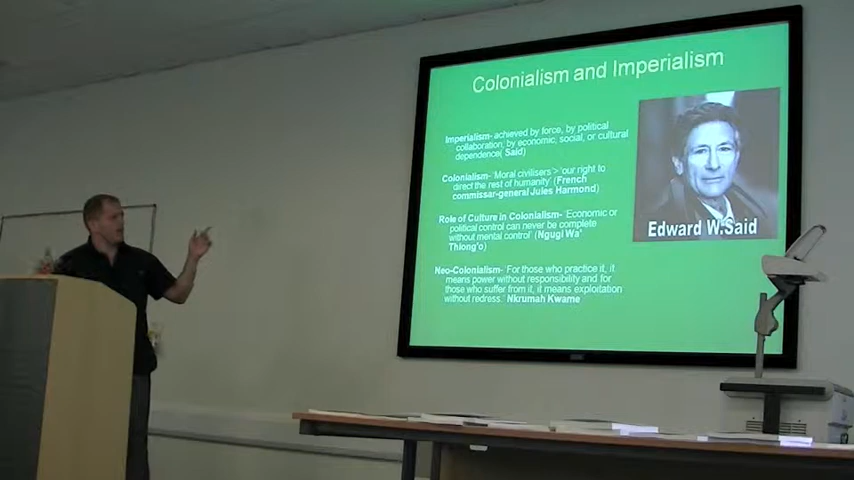 Colonialism and Imperialism
Imperialism- achieved by force, by political
collaboration, by economic, social, or cultural
dependence( Said)
Colonialism- 'Moral civilisers > 'our right to
direct the rest of humanity' (French
commissar-general Jules Harmond)
Role of Culture in Colonialism- 'Economic or
political control can never be complete
without mental control' (Ngugi Wa'
Thiong'o)
Neo-Colonialism- 'For those who practice it, it
means power without responsibility and for
those who suffer from it, it means exploitation
without redress.' Nkrumah Kwame
Edward W.Said